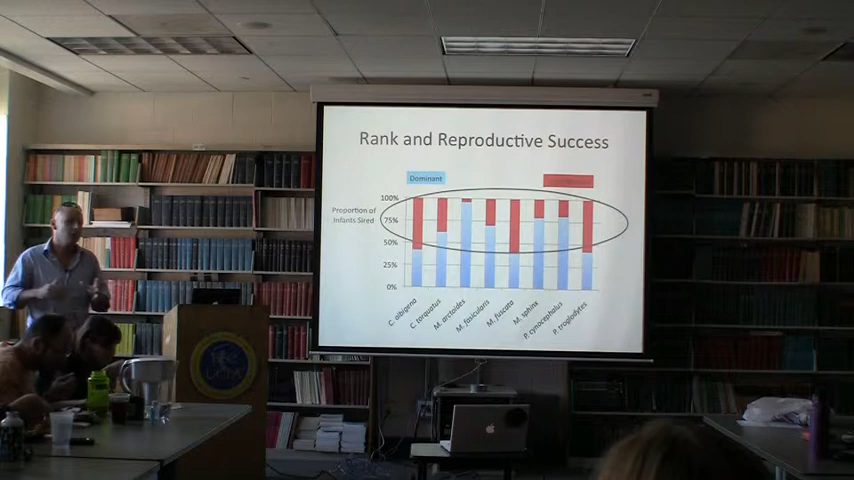 Rank and Reproductive Success
Dominant
Proportion of
Infants Sired
100%
75%
50%
25%
0%
C. albigena
C. torquatus
M. arctoides
M. fasicularis
M. fuscata
M. sphinx
P. cynocephalus
P. troglodytes